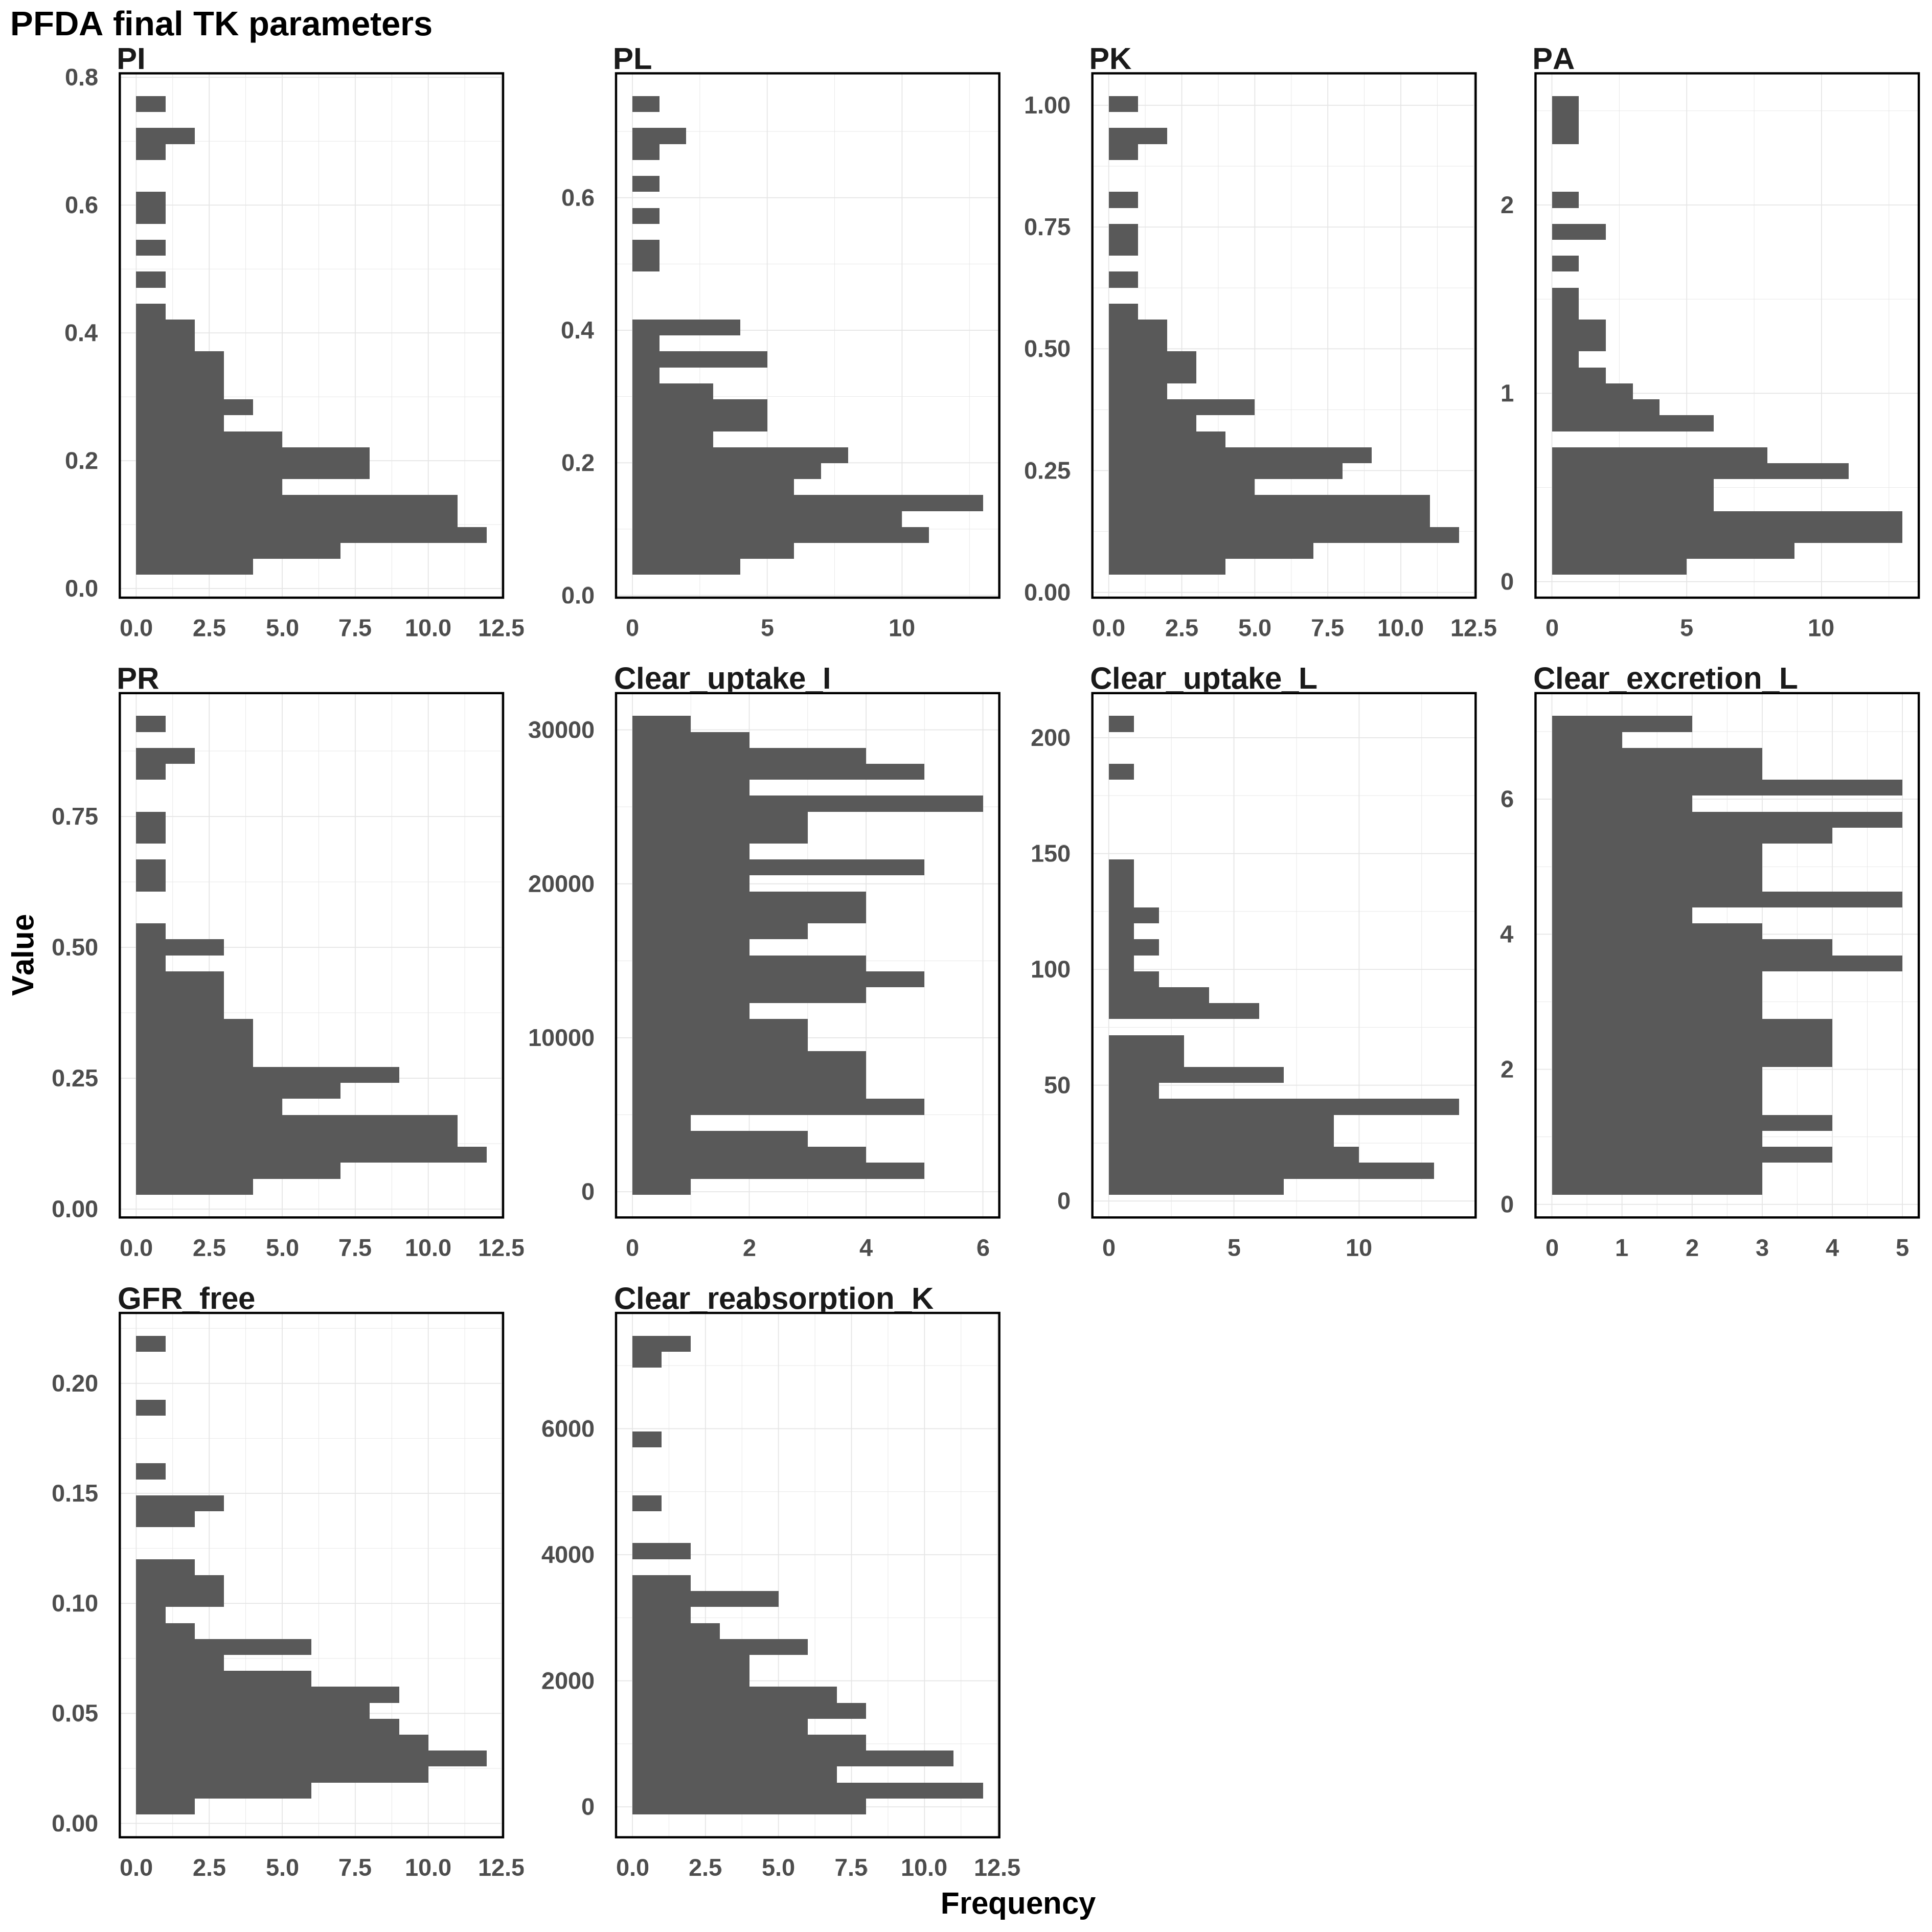 PFDA final TK parameters
PI PL PK PA
0.8
0.6
0.4
0.2
0.0
0.0 2.5 5.0 7.5 10.0 12.5
0.6
0.4
0.2
0.0
0 5 10
1.00
0.75
0.50
0.25
0.00
0.0 2.5 5.0 7.5 10.0 12.5
2
1
0
0 5 10
PR Clear_uptake_I Clear_uptake_L Clear_excretion_L
Value
0.75
0.50
0.25
0.00
0.0 2.5 5.0 7.5 10.0 12.5
30000
20000
10000
0
0 2 4 6
200
150
100
50
0
0 5 10
6
4
2
0
0 1 2 3 4 5
GFR_free Clear_reabsorption_K
0.20
0.15
0.10
0.05
0.00
0.0 2.5 5.0 7.5 10.0 12.5
6000
4000
2000
0
0.0 2.5 5.0 7.5 10.0 12.5
Frequency